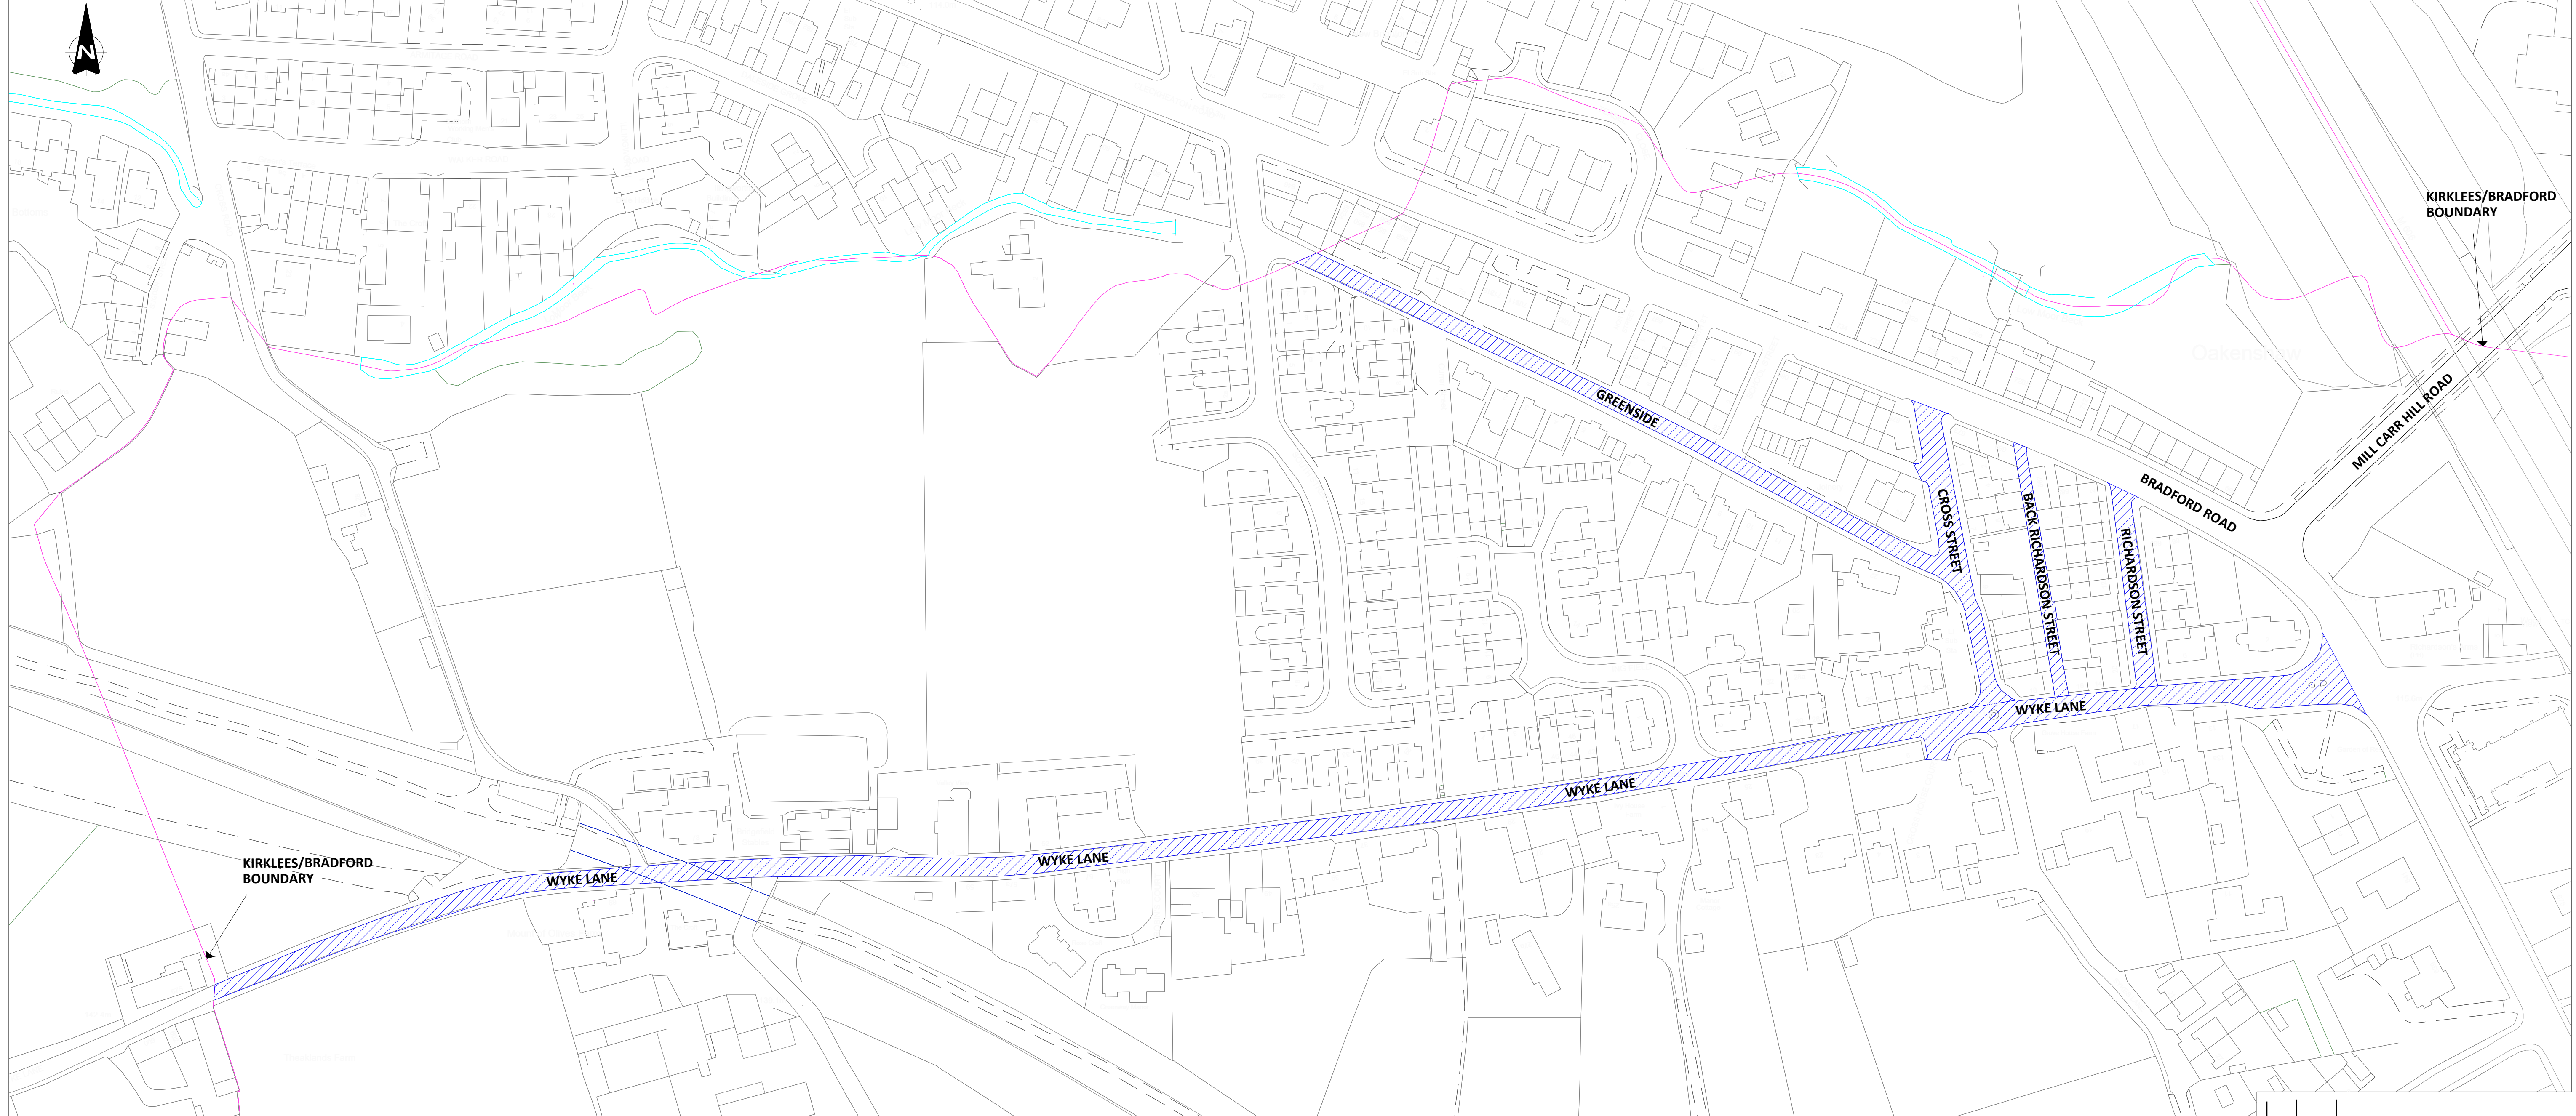 N
KIRKLEES/BRADFORD
BOUNDARY
Oakenshaw
MILL CARR HILL ROAD
GREENSIDE
BRADFORD ROAD
CROSS STREET
BACK RICHARDSON STREET
RICHARDSON STREET
WYKE LANE
WYKE LANE
WYKE LANE
WYKE LANE
KIRKLEES/BRADFORD
BOUNDARY